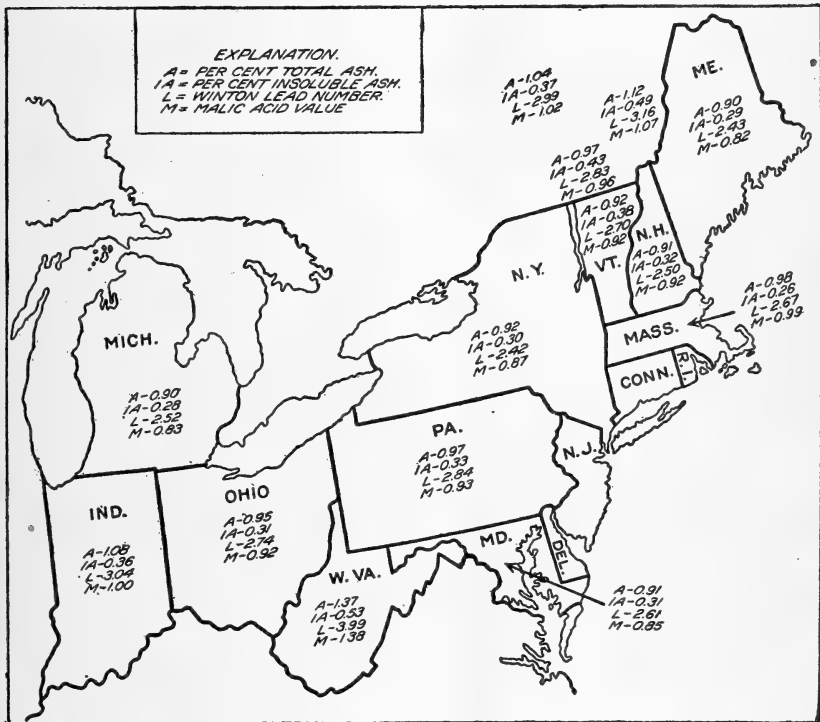 EXPLANATION.
A= PER CENT TOTAL ASH.
IA= PER CENT INSOLUBLE ASH.
L= WINTON LEAD NUMBER.
M= MALIC ACID VALUE
A-1.04
IA-0.37
L-2.99
M-1.02
A-1.12
IA-0.49
L-3.16
M-1.07
ME.
A-0.90
IA-0.29
L-2.43
M-0.82
A-0.97
IA-0.43
L-2.83
M-0.96
A-0.92
IA-0.38
L-2.70
M-0.92
VT.
N.H.
A-0.91
IA-0.32
L-2.50
M-0.92
N.Y.
A-0.92
IA-0.30
L-2.42
M-0.87
A-0.98
IA-0.26
L-2.67
M-0.99
MASS.
CONN.
R.I.
MICH.
A-0.90
IA-0.28
L-2.52
M-0.83
PA.
A-0.97
IA-0.33
L-2.84
M-0.93
N.J.
OHIO
A-0.95
IA-0.31
L-2.74
M-0.92
IND.
A-1.08
IA-0.36
L-3.04
M-1.00
W.VA.
A-1.37
IA-0.53
L-3.99
M-1.38
MD.
DEL.
A-0.91
IA-0.31
L-2.61
M-0.85